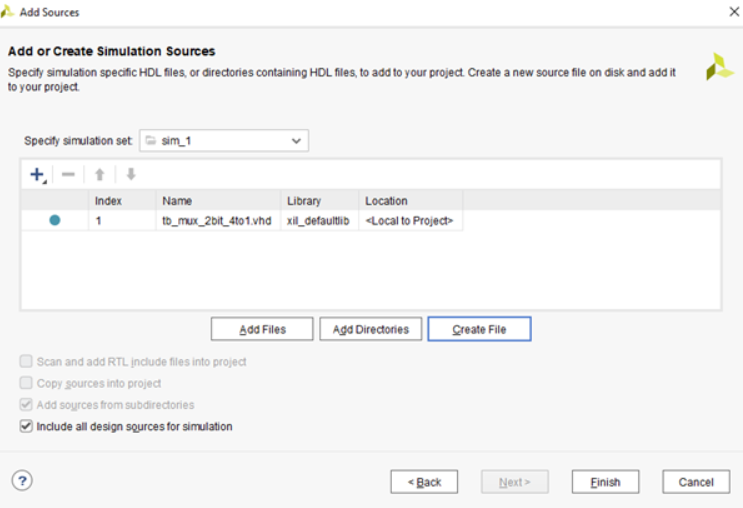 Add Sources
Add or Create Simulation Sources
Specify simulation specific HDL files, or directories containing HDL files, to add to your project. Create a new source file on disk and add it
to your project.
Specify simulation set: sim_1
Index Name Library Location
1 tb_mux_2bit_4to1.vhd xil_defaultlib <Local to Project>
Add Files Add Directories Create File
Scan and add RTL include files into project
Copy sources into project
Add sources from subdirectories
Include all design sources for simulation
? < Back Next > Finish Cancel